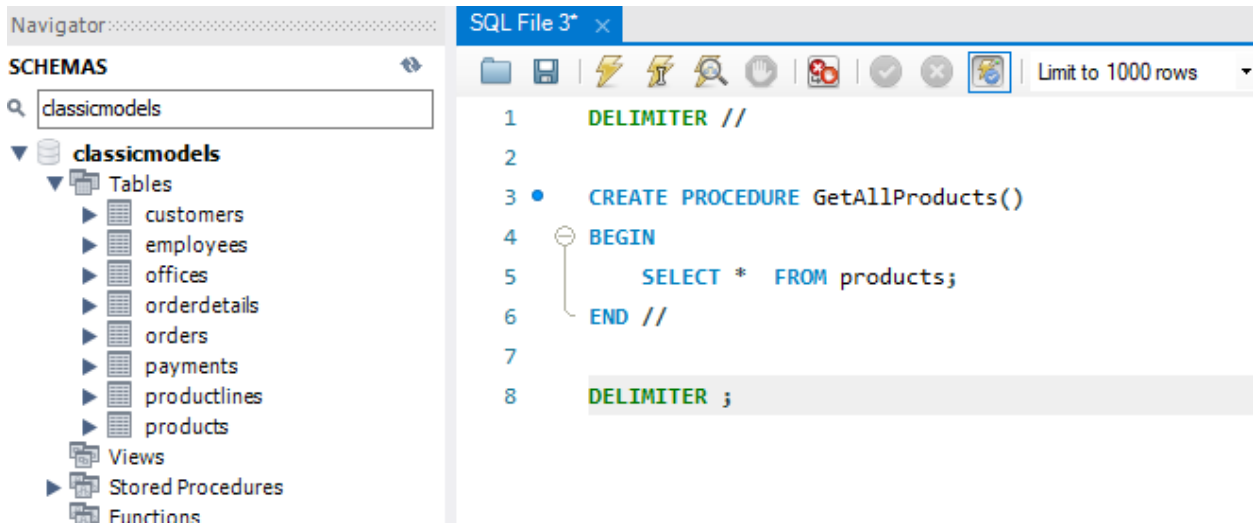 Navigator
SCHEMAS
classicmodels
classicmodels
Tables
customers
employees
offices
orderdetails
orders
payments
productlines
products
Views
Stored Procedures
Functions
SQL File 3*
Limit to 1000 rows
1 DELIMITER //
2
3 CREATE PROCEDURE GetAllProducts()
4 BEGIN
5 SELECT *  FROM products;
6 END //
7
8 DELIMITER ;